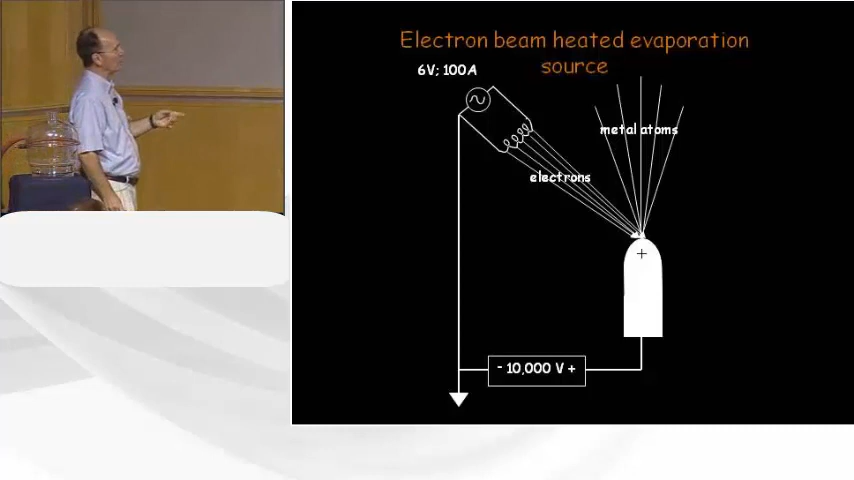 Electron beam heated evaporation
source
6V; 100A
metal atoms
electrons
+
- 10,000 V +